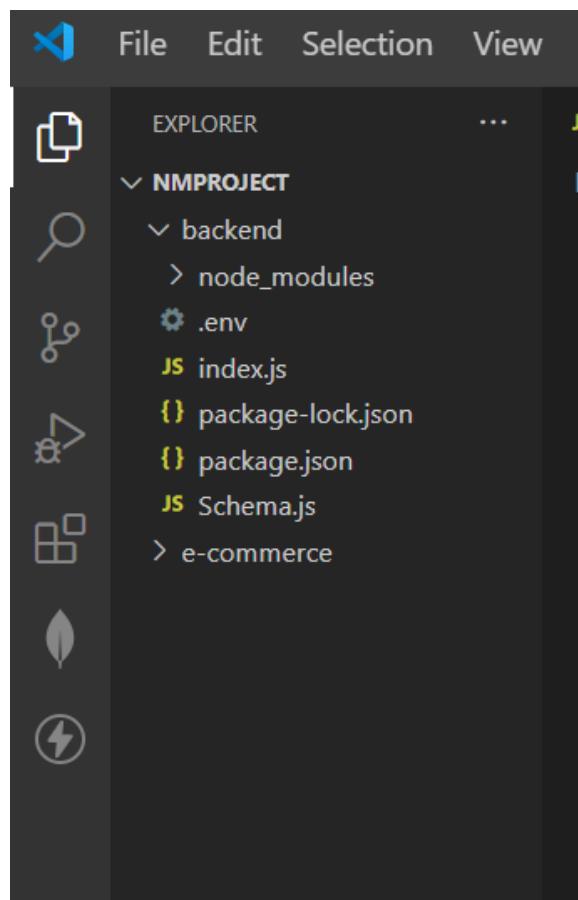 File Edit Selection View
EXPLORER ...
NMPROJECT
backend
node_modules
.env
JS index.js
{} package-lock.json
{} package.json
JS Schema.js
e-commerce